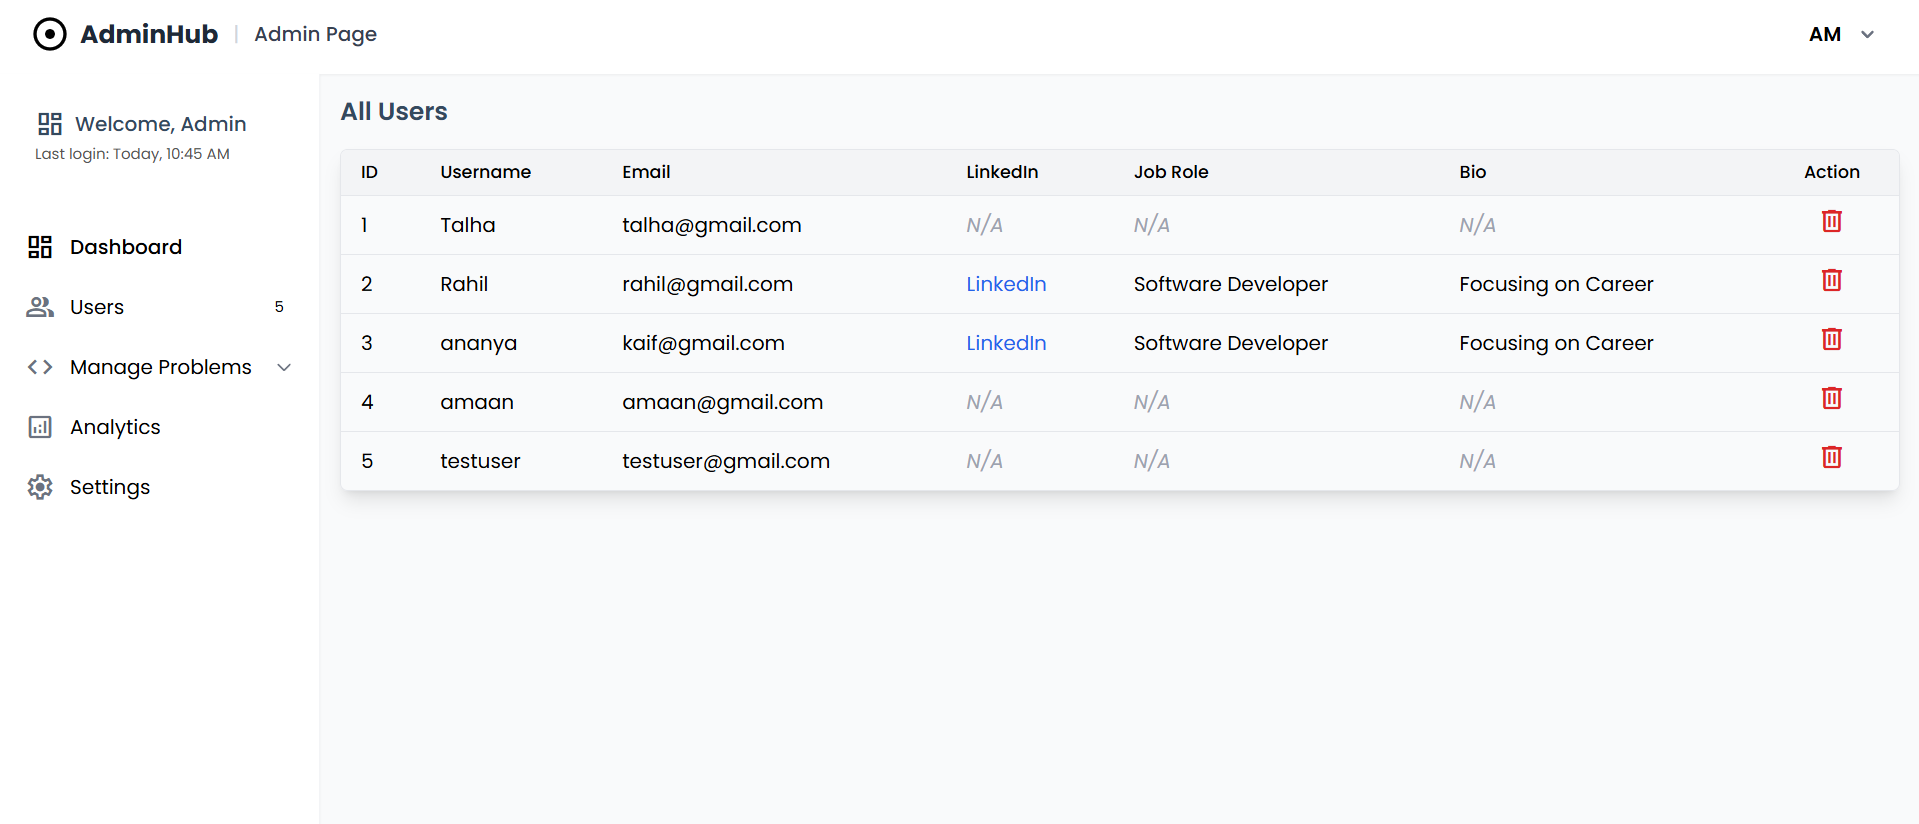 AdminHub | Admin Page AM
Welcome, Admin
Last login: Today, 10:45 AM
Dashboard
Users 5
Manage Problems
Analytics
Settings
All Users
ID Username Email LinkedIn Job Role Bio Action
1 Talha talha@gmail.com N/A N/A N/A
2 Rahil rahil@gmail.com LinkedIn Software Developer Focusing on Career
3 ananya kaif@gmail.com LinkedIn Software Developer Focusing on Career
4 amaan amaan@gmail.com N/A N/A N/A
5 testuser testuser@gmail.com N/A N/A N/A